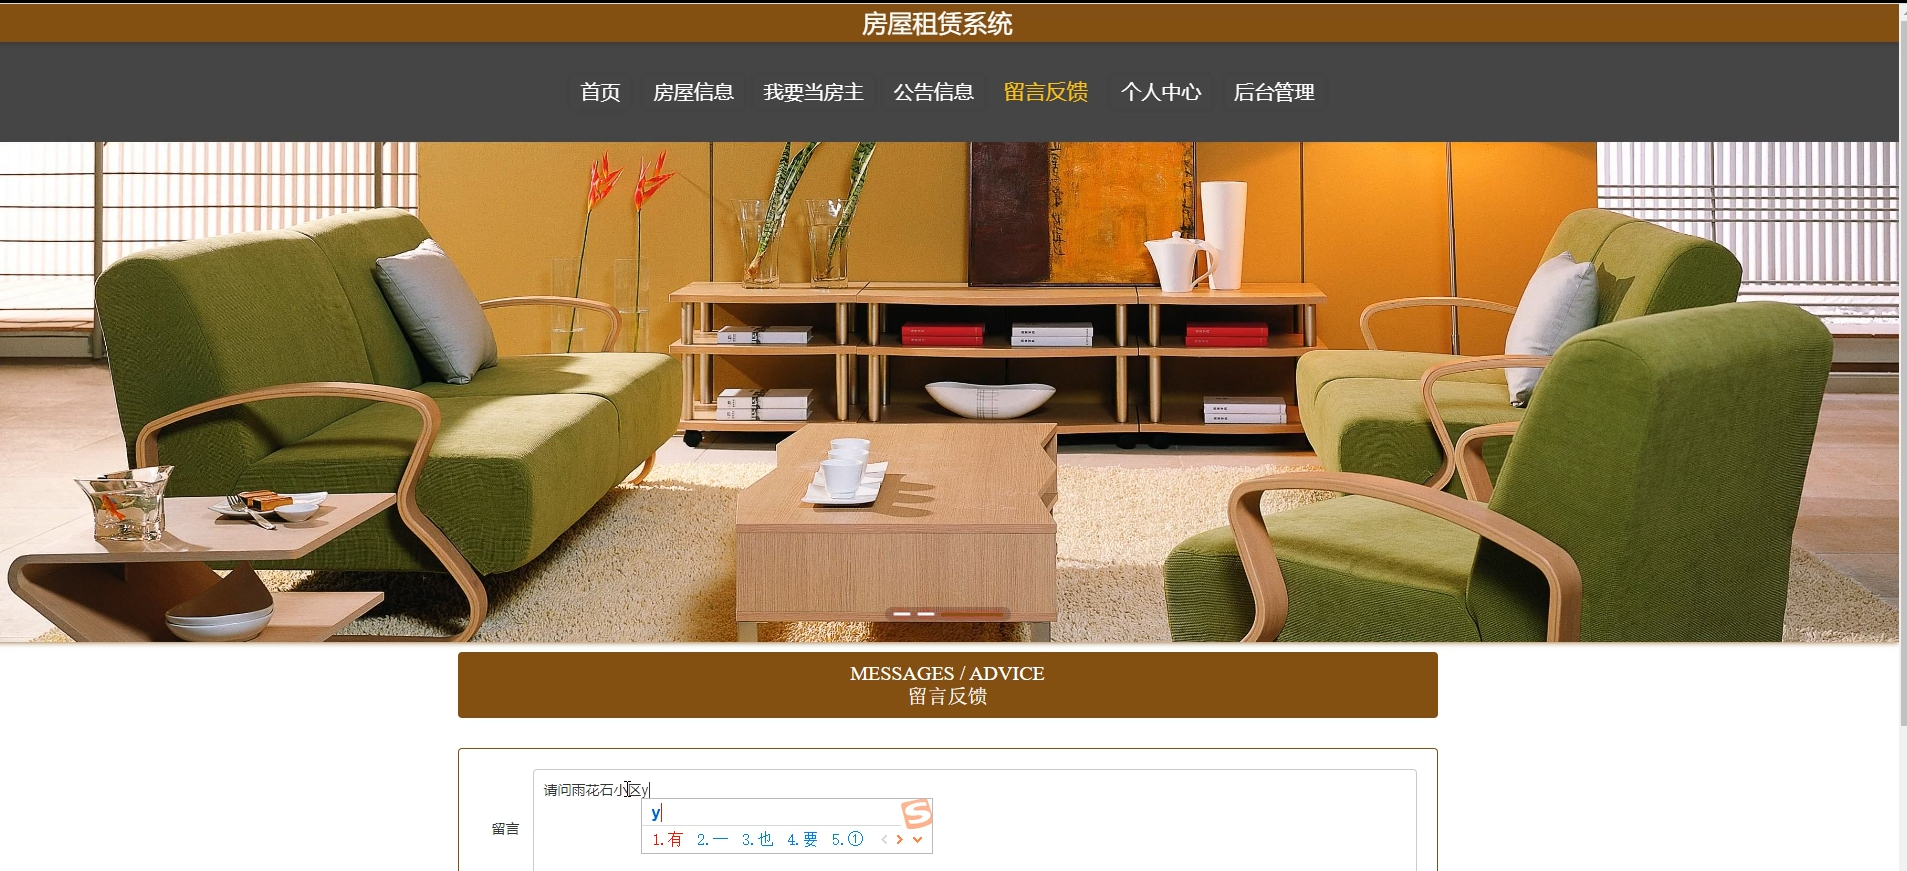 房屋租赁系统
首页 房屋信息 我要当房主 公告信息 留言反馈 个人中心 后台管理
MESSAGES / ADVICE
留言反馈
请问雨花石小区y
留言
y
1.有 2.一 3.也 4.要 5.①